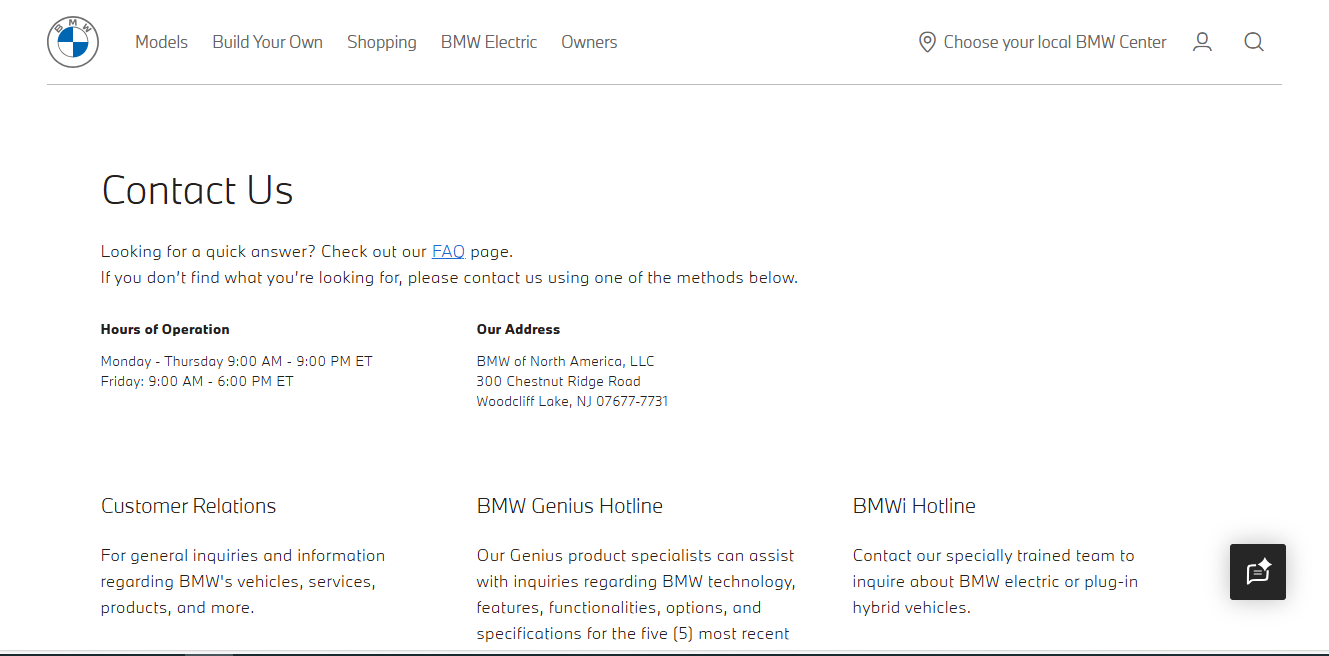 BMW
Models Build Your Own Shopping BMW Electric Owners Choose your local BMW Center
Contact Us
Looking for a quick answer? Check out our FAQ page.
If you don't find what you're looking for, please contact us using one of the methods below.
Hours of Operation
Monday - Thursday 9:00 AM - 9:00 PM ET
Friday: 9:00 AM - 6:00 PM ET
Our Address
BMW of North America, LLC
300 Chestnut Ridge Road
Woodcliff Lake, NJ 07677-7731
Customer Relations
For general inquiries and information
regarding BMW's vehicles, services,
products, and more.
BMW Genius Hotline
Our Genius product specialists can assist
with inquiries regarding BMW technology,
features, functionalities, options, and
specifications for the five (5) most recent
BMWi Hotline
Contact our specially trained team to
inquire about BMW electric or plug-in
hybrid vehicles.